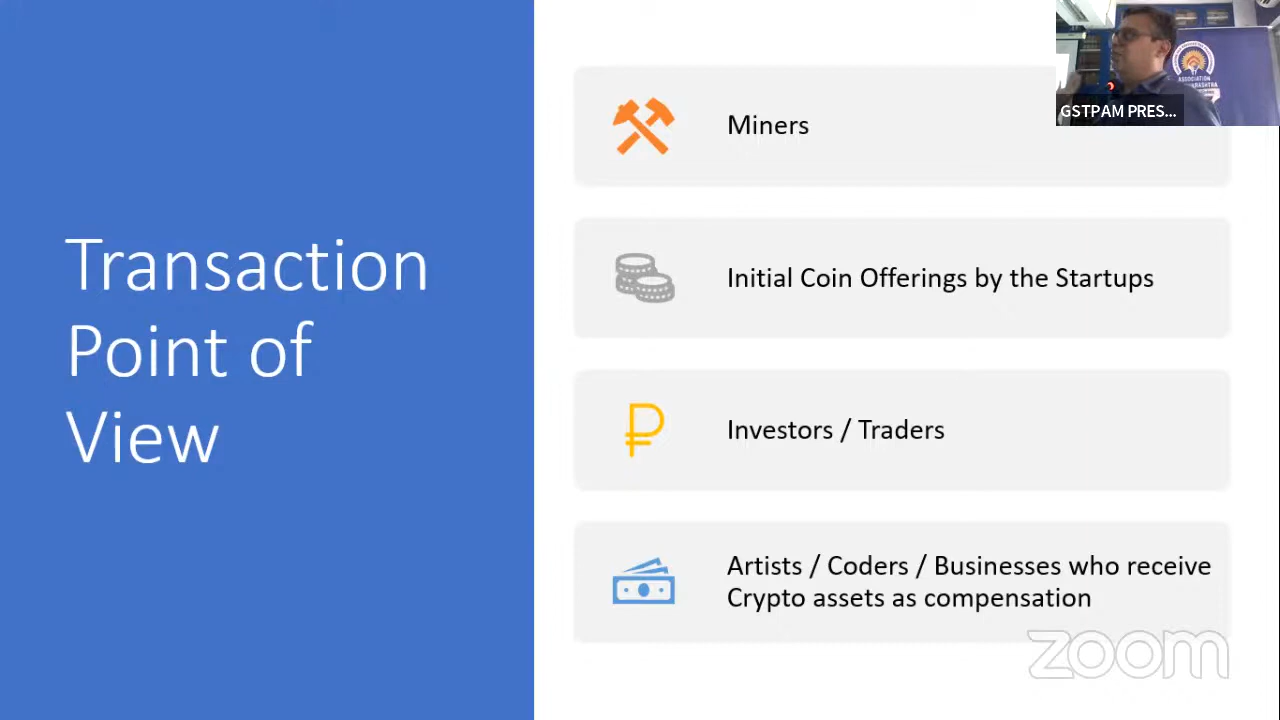 Transaction
Point of
View
Miners
Initial Coin Offerings by the Startups
Investors / Traders
Artists / Coders / Businesses who receive
Crypto assets as compensation
ASSOCIATION
GSTPAM PRES...
zoom